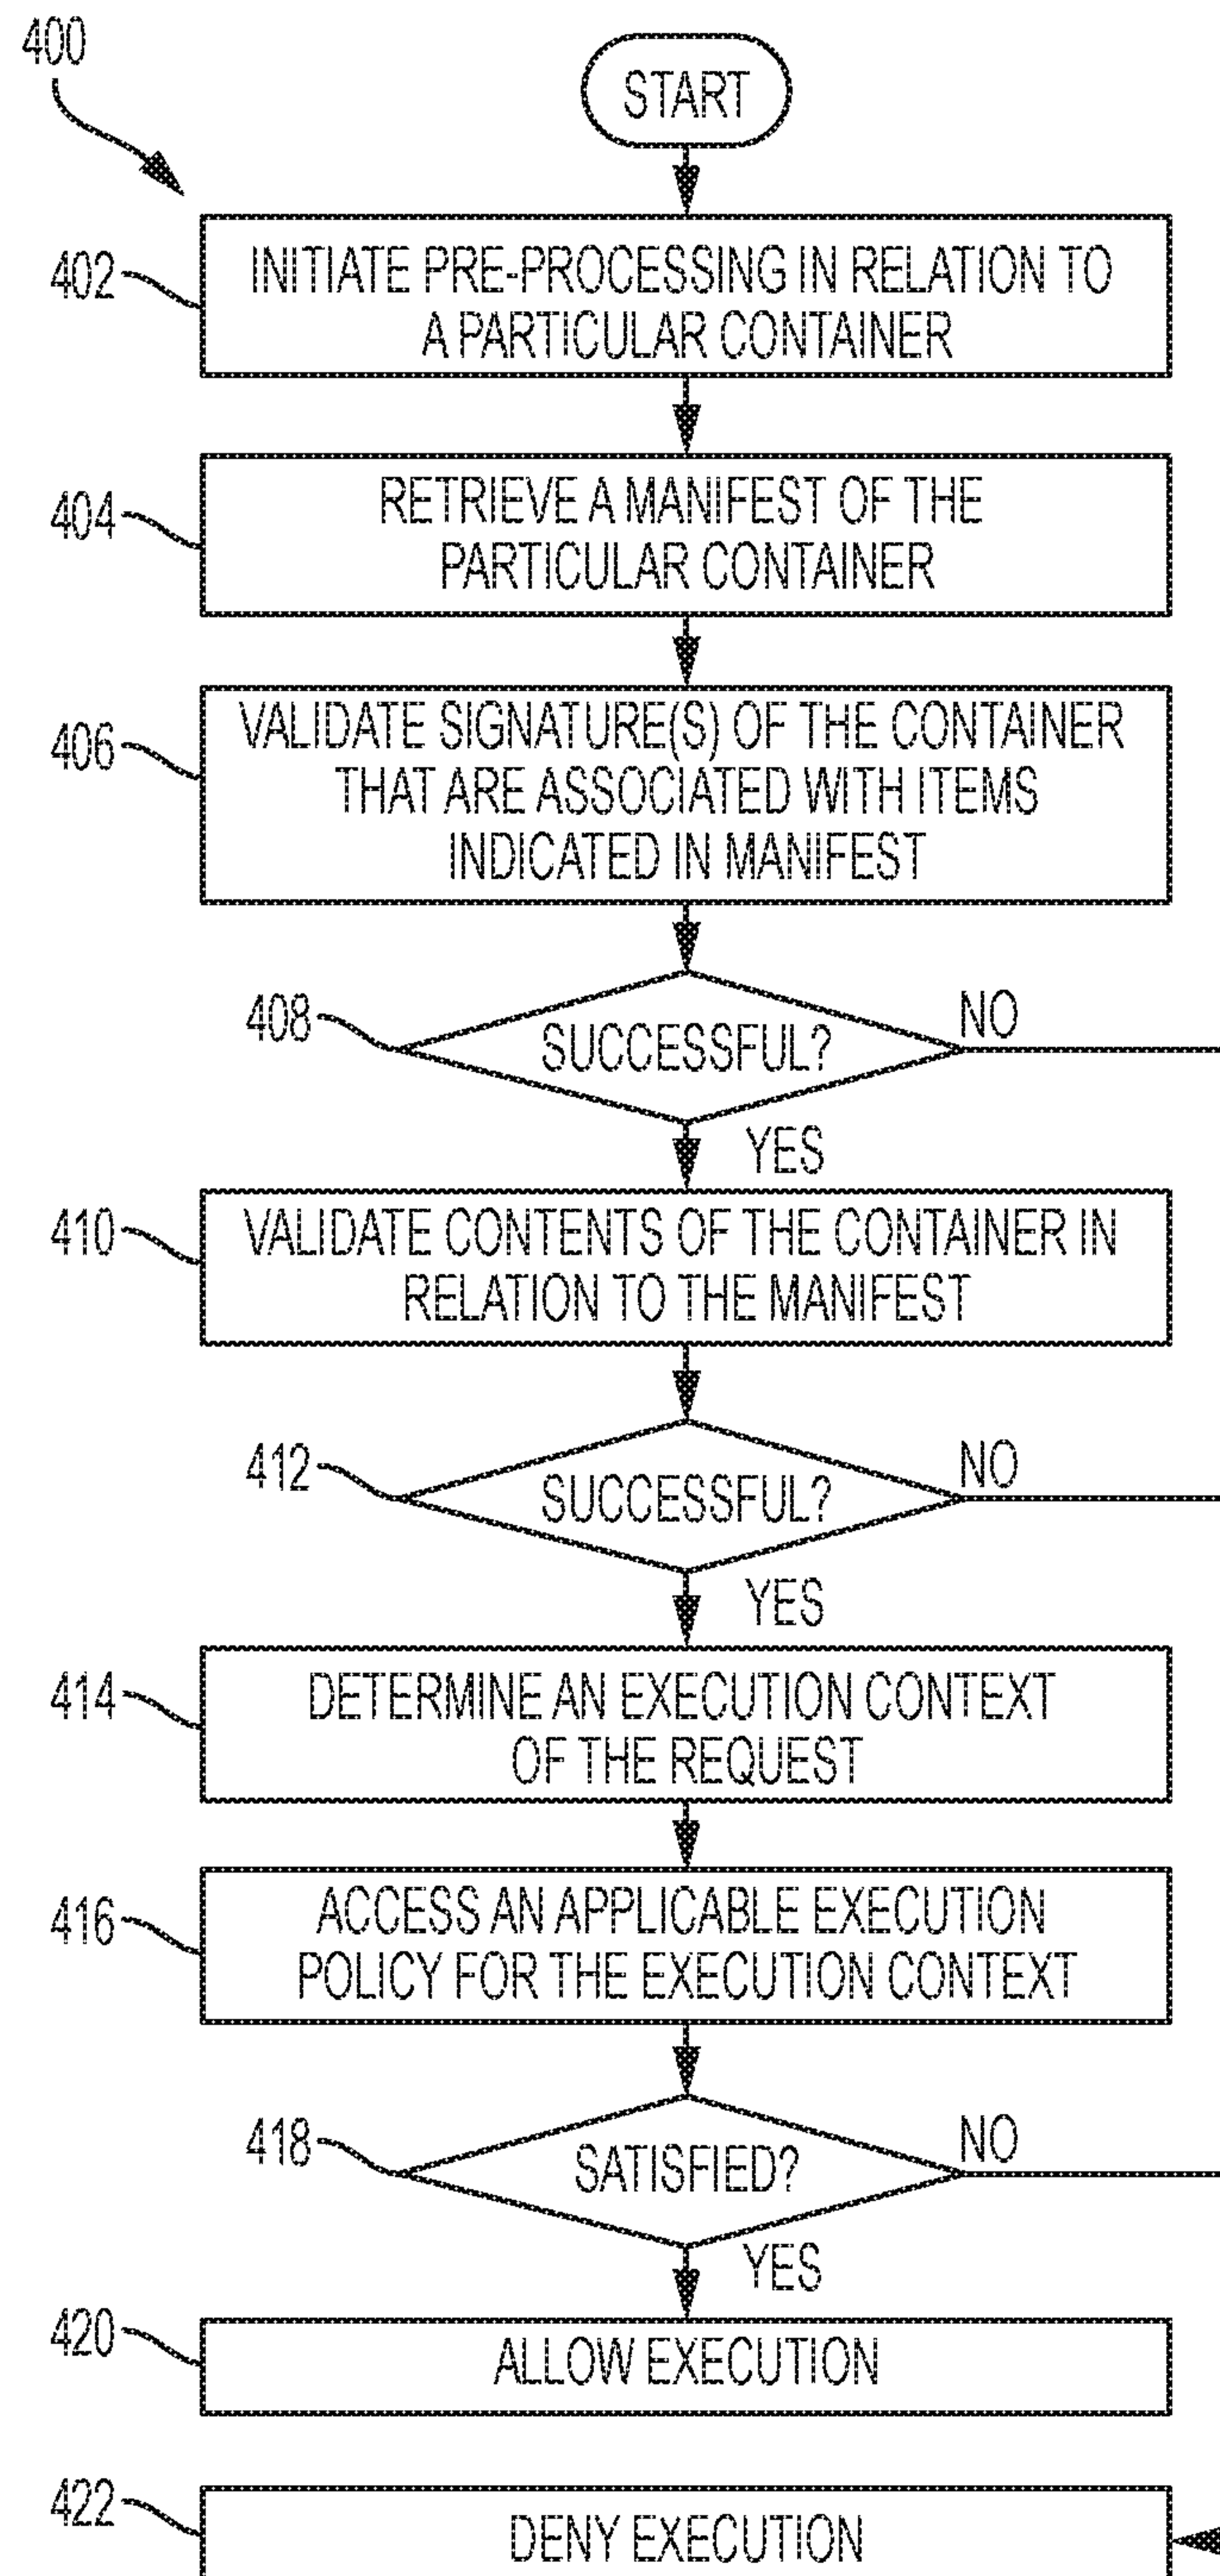 400
START
402
INITIATE PRE-PROCESSING IN RELATION TO
A PARTICULAR CONTAINER
404
RETRIEVE A MANIFEST OF THE
PARTICULAR CONTAINER
406
VALIDATE SIGNATURE(S) OF THE CONTAINER
THAT ARE ASSOCIATED WITH ITEMS
INDICATED IN MANIFEST
408
SUCCESSFUL?
NO
YES
410
VALIDATE CONTENTS OF THE CONTAINER IN
RELATION TO THE MANIFEST
412
SUCCESSFUL?
NO
YES
414
DETERMINE AN EXECUTION CONTEXT
OF THE REQUEST
416
ACCESS AN APPLICABLE EXECUTION
POLICY FOR THE EXECUTION CONTEXT
418
SATISFIED?
NO
YES
420
ALLOW EXECUTION
422
DENY EXECUTION